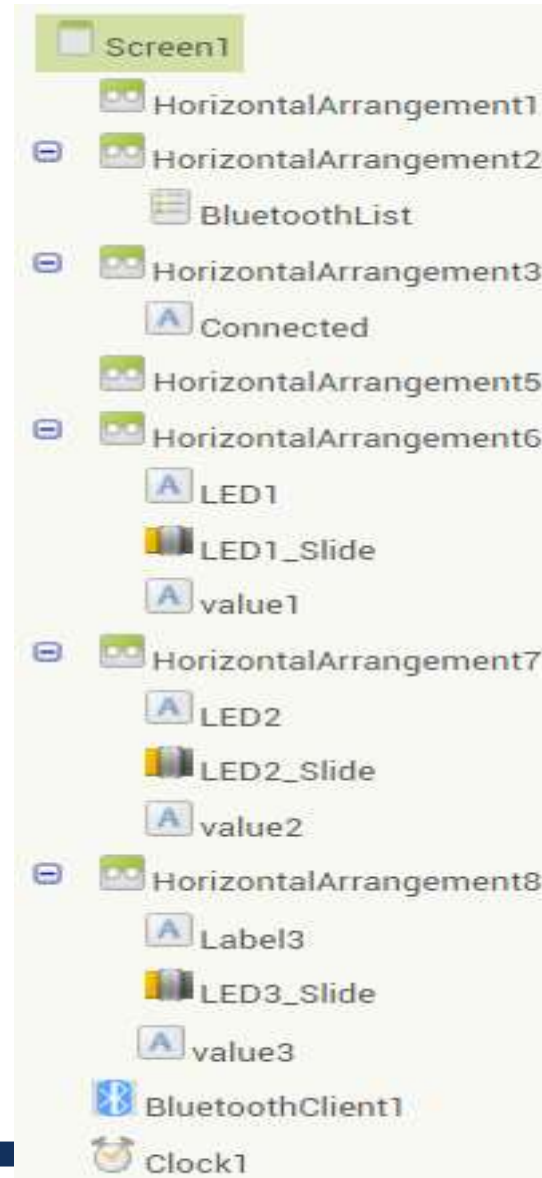 Screen1
HorizontalArrangement1
HorizontalArrangement2
BluetoothList
HorizontalArrangement3
A Connected
HorizontalArrangement5
HorizontalArrangement6
A LED1
LED1_Slide
A value1
HorizontalArrangement7
A LED2
LED2_Slide
A value2
HorizontalArrangement8
A Label3
LED3_Slide
A value3
BluetoothClient1
Clock1